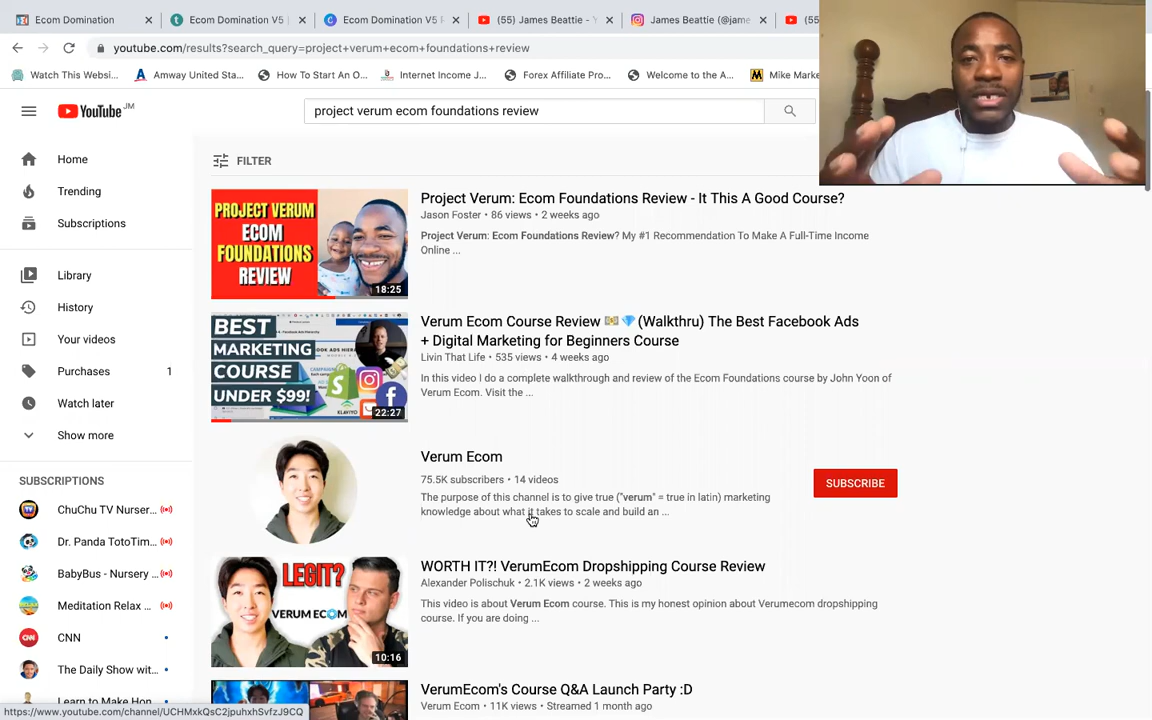 Ecom Domination
Ecom Domination V5
Ecom Domination V5 F
(55) James Beattie - Y
James Beattie (@jame
(55
youtube.com/results?search_query=project+verum+ecom+foundations+review
Watch This Websi...
Amway United Sta...
How To Start An O...
Internet Income J...
Forex Affiliate Pro...
Welcome to the A...
Mike Marke
YouTube JM
project verum ecom foundations review
Home
Trending
Subscriptions
Library
History
Your videos
Purchases 1
Watch later
Show more
SUBSCRIPTIONS
ChuChu TV Nurser...
Dr. Panda TotoTim...
BabyBus - Nursery ...
Meditation Relax ...
CNN
The Daily Show wit...
Learn to Make Hon
https://www.youtube.com/channel/UCHMxkQsC2jpuhxhSvfzJ9CQ
FILTER
PROJECT VERUM
ECOM
FOUNDATIONS
REVIEW
18:25
Project Verum: Ecom Foundations Review - It This A Good Course?
Jason Foster • 86 views • 2 weeks ago
Project Verum: Ecom Foundations Review? My #1 Recommendation To Make A Full-Time Income
Online ...
BEST
MARKETING
COURSE
UNDER $99!
22:27
Verum Ecom Course Review 💵💎(Walkthru) The Best Facebook Ads
+ Digital Marketing for Beginners Course
Livin That Life • 535 views • 4 weeks ago
In this video I do a complete walkthrough and review of the Ecom Foundations course by John Yoon of
Verum Ecom. Visit the ...
Verum Ecom
75.5K subscribers • 14 videos
The purpose of this channel is to give true ("verum" = true in latin) marketing
knowledge about what it takes to scale and build an ...
SUBSCRIBE
LEGIT?
VERUM ECOM
10:16
WORTH IT?! VerumEcom Dropshipping Course Review
Alexander Polischuk • 2.1K views • 2 weeks ago
This video is about Verum Ecom course. This is my honest opinion about Verumecom dropshipping
course. If you are doing ...
VerumEcom's Course Q&A Launch Party :D
Verum Ecom • 11K views • Streamed 1 month ago